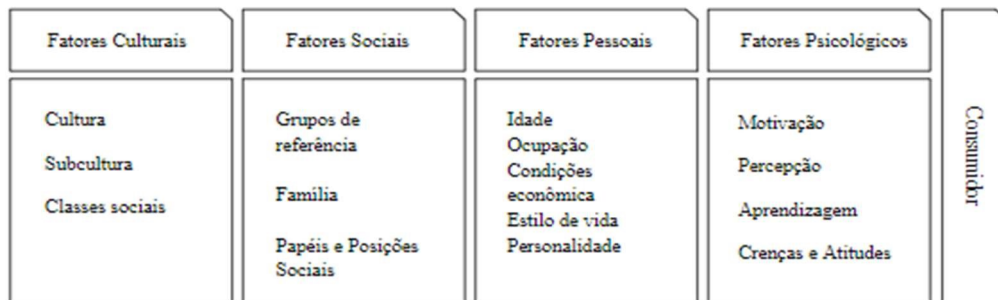 Fatores Culturais
Cultura
Subcultura
Classes sociais
Fatores Sociais
Grupos de
referência
Família
Papéis e Posições
Sociais
Fatores Pessoais
Idade
Ocupação
Condições
econômica
Estilo de vida
Personalidade
Fatores Psicológicos
Motivação
Percepção
Aprendizagem
Crenças e Atitudes
Consumidor